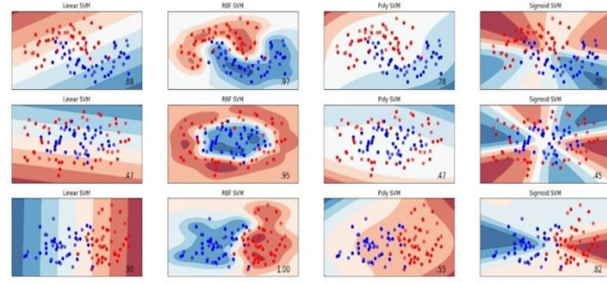 Linear SVM
RBF SVM
Poly SVM
Sigmoid SVM
.88
.97
.78
.70
Linear SVM
RBF SVM
Poly SVM
Sigmoid SVM
.47
.95
.47
.45
Linear SVM
RBF SVM
Poly SVM
Sigmoid SVM
.90
1.00
.55
.82